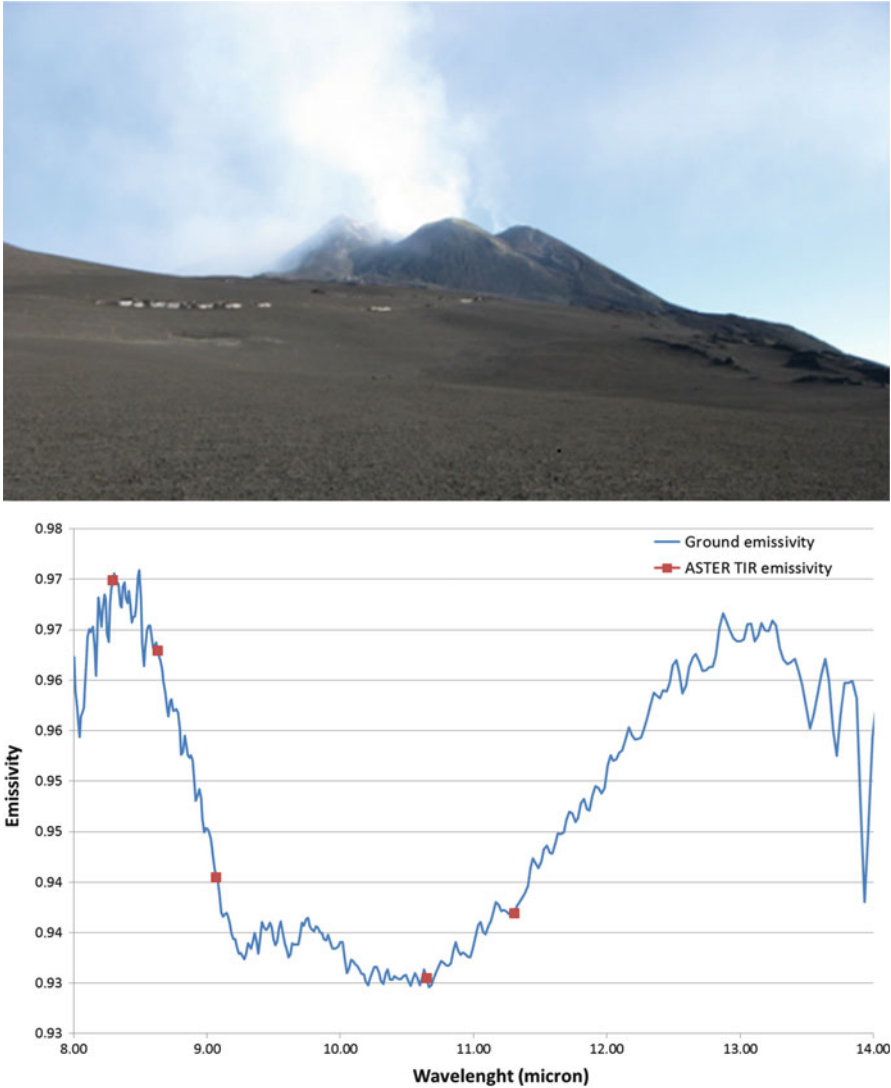 0.98
Ground emissivity
0.97
ASTER TIR emissivity
0.97
0.96
0.96
0.95
0.95
0.94
0.94
0.93
0.93
Emissivity
8.00 9.00 10.00 11.00 12.00 13.00 14.00
Wavelenght (micron)